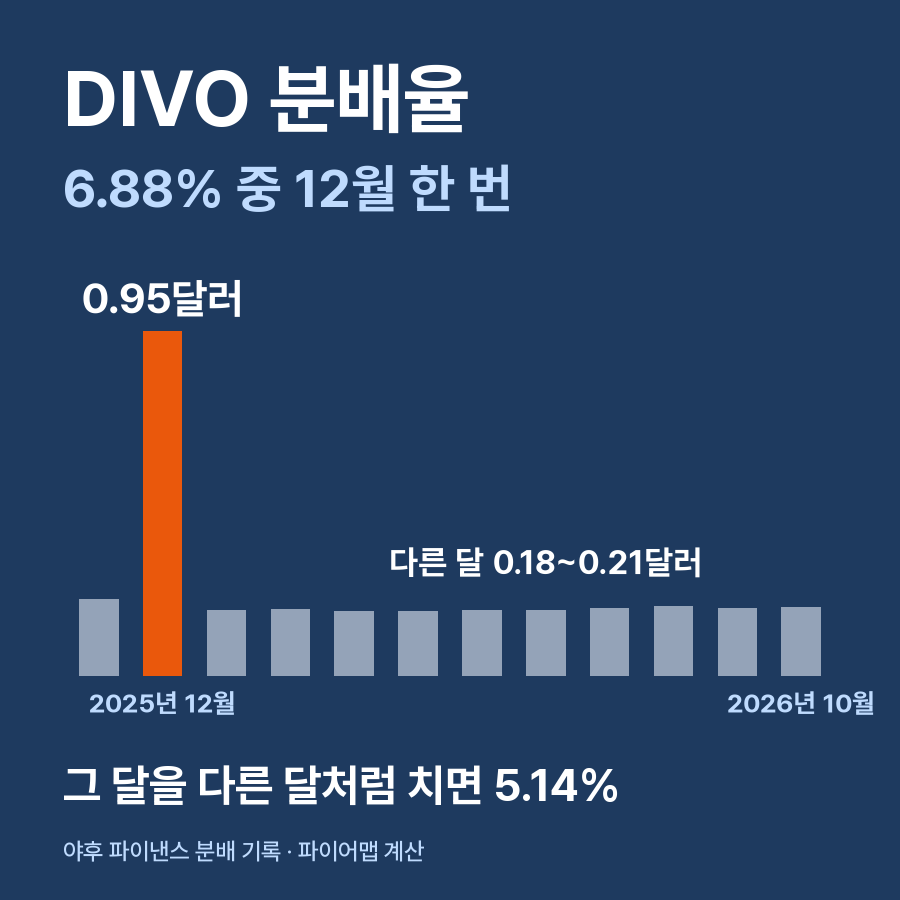 DIVO 분배율
6.88% 중 12월 한 번
0.95달러
다른 달 0.18~0.21달러
2025년 12월
2026년 10월
그 달을 다른 달처럼 치면 5.14%
야후 파이낸스 분배 기록 · 파이어맵 계산